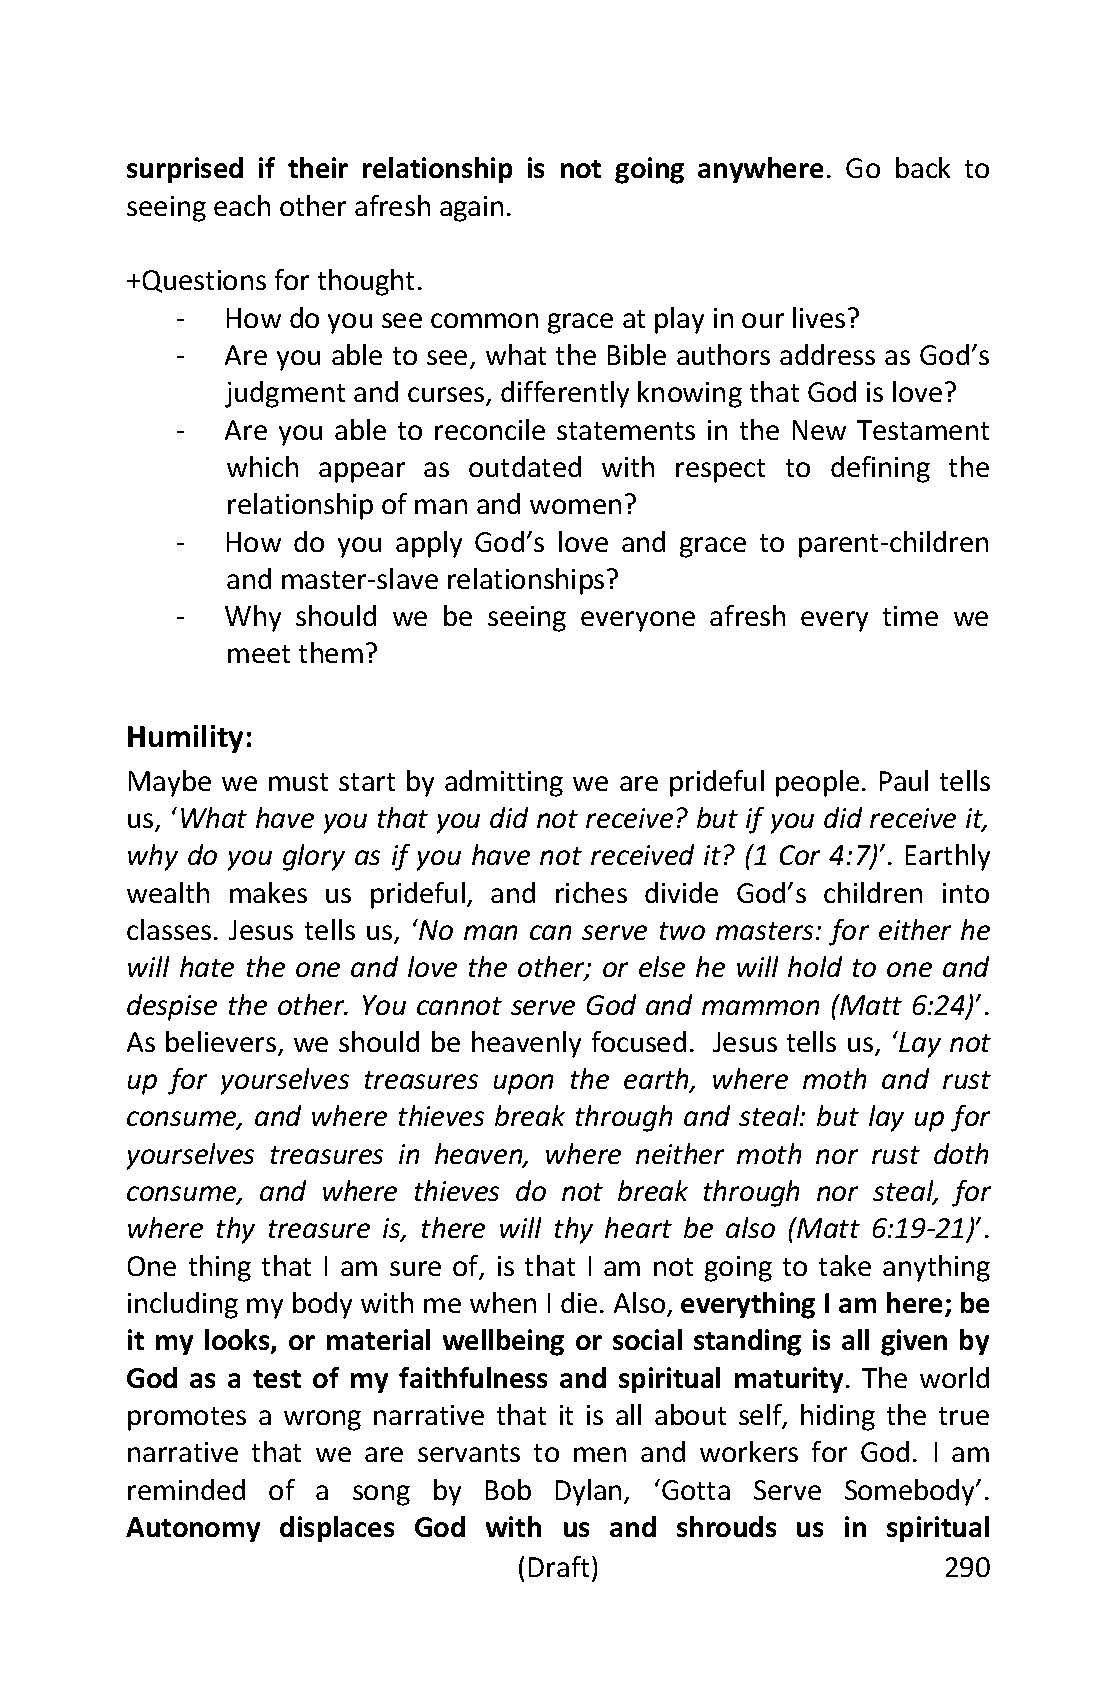 surprised if their relationship is not going anywhere. Go back to
seeing each other afresh again.
+Questions for thought.
- How do you see common grace at play in our lives?
- Are you able to see, what the Bible authors address as God’s
judgment and curses, differently knowing that God is love?
- Are you able to reconcile statements in the New Testament
which appear as outdated with respect to defining the
relationship of man and women?
- How do you apply God’s love and grace to parent-children
and master-slave relationships?
- Why should we be seeing everyone afresh every time we
meet them?
Humility:
Maybe we must start by admitting we are prideful people. Paul tells
us, ‘What have you that you did not receive? but if you did receive it,
why do you glory as if you have not received it? (1 Cor 4:7)’. Earthly
wealth makes us prideful, and riches divide God’s children into
classes. Jesus tells us, ‘No man can serve two masters: for either he
will hate the one and love the other; or else he will hold to one and
despise the other. You cannot serve God and mammon (Matt 6:24)’.
As believers, we should be heavenly focused. Jesus tells us, ‘Lay not
up for yourselves treasures upon the earth, where moth and rust
consume, and where thieves break through and steal: but lay up for
yourselves treasures in heaven, where neither moth nor rust doth
consume, and where thieves do not break through nor steal, for
where thy treasure is, there will thy heart be also (Matt 6:19-21)’.
One thing that I am sure of, is that I am not going to take anything
including my body with me when I die. Also, everything I am here; be
it my looks, or material wellbeing or social standing is all given by
God as a test of my faithfulness and spiritual maturity. The world
promotes a wrong narrative that it is all about self, hiding the true
narrative that we are servants to men and workers for God. I am
reminded of a song by Bob Dylan, ‘Gotta Serve Somebody’.
Autonomy displaces God with us and shrouds us in spiritual
(Draft) 290